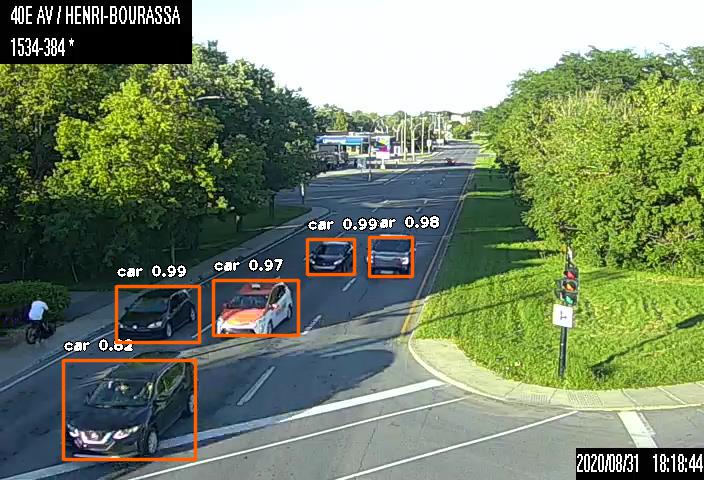 40E AV / HENRI-BOURASSA
1534-384 *
car 0.99
ar 0.98
car 0.99
car 0.97
car 0.82
2020/08/31 18:18:44